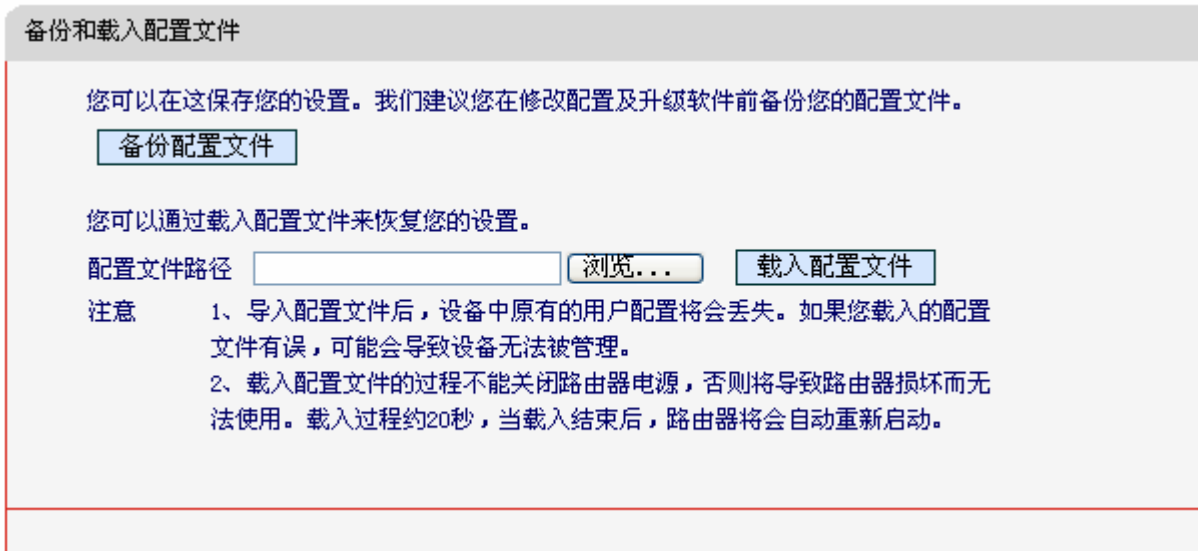 备份和载入配置文件
您可以在这保存您的设置。我们建议您在修改配置及升级软件前备份您的配置文件。
备份配置文件
您可以通过载入配置文件来恢复您的设置。
配置文件路径 浏览... 载入配置文件
注意 1、导入配置文件后，设备中原有的用户配置将会丢失。如果您载入的配置
文件有误，可能会导致设备无法被管理。
2、载入配置文件的过程不能关闭路由器电源，否则将导致路由器损坏而无
法使用。载入过程约20秒，当载入结束后，路由器将会自动重新启动。